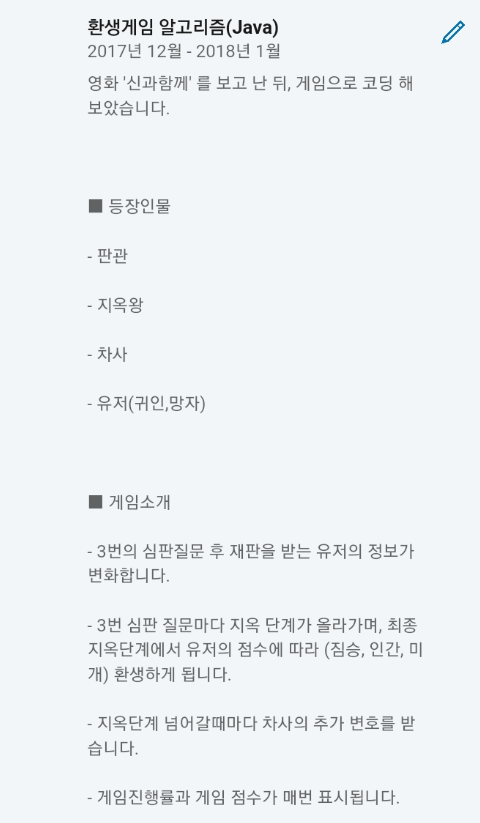 환생게임 알고리즘(Java)
2017년 12월 - 2018년 1월
영화 '신과함께' 를 보고 난 뒤, 게임으로 코딩 해
보았습니다.
■ 등장인물
- 판관
- 지옥왕
- 차사
- 유저(귀인,망자)
■ 게임소개
- 3번의 심판질문 후 재판을 받는 유저의 정보가
변화합니다.
- 3번 심판 질문마다 지옥 단계가 올라가며, 최종
지옥단계에서 유저의 점수에 따라 (짐승, 인간, 미
개) 환생하게 됩니다.
- 지옥단계 넘어갈때마다 차사의 추가 변호를 받
습니다.
- 게임진행률과 게임 점수가 매번 표시됩니다.